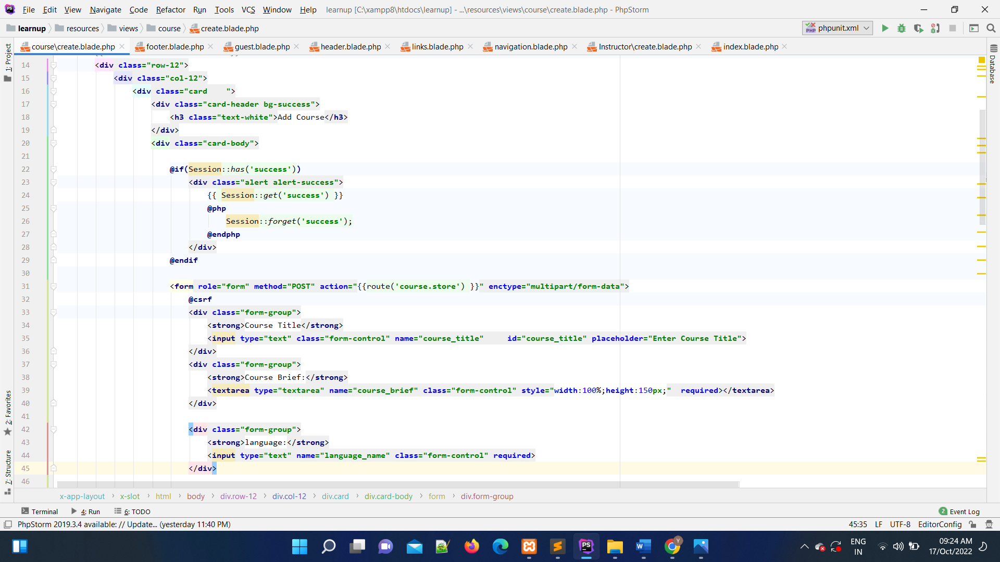 File Edit View Navigate Code Refactor Run Tools VCS Window Help learnup [C:\xampp8\htdocs\learnup] - ...\resources\views\course\create.blade.php - PhpStorm
learnup resources views course create.blade.php phpunit.xml
course\create.blade.php footer.blade.php guest.blade.php header.blade.php links.blade.php navigation.blade.php Instructor\create.blade.php index.blade.php
1: Project
Database
14 <div class="row-12">
15 <div class="col-12">
16 <div class="card    ">
17 <div class="card-header bg-success">
18 <h3 class="text-white">Add Course</h3>
19 </div>
20 <div class="card-body">
21
22 @if(Session::has('success'))
23 <div class="alert alert-success">
24 {{ Session::get('success') }}
25 @php
26 Session::forget('success');
27 @endphp
28 </div>
29 @endif
30
31 <form role="form" method="POST" action="{{route('course.store') }}" enctype="multipart/form-data">
32 @csrf
33 <div class="form-group">
34 <strong>Course Title</strong>
35 <input type="text" class="form-control" name="course_title"     id="course_title" placeholder="Enter Course Title">
36 </div>
37 <div class="form-group">
38 <strong>Course Brief:</strong>
39 <textarea type="textarea" name="course_brief" class="form-control" style="width:100%;height:150px;"  required></textarea>
40 </div>
41
42 <div class="form-group">
43 <strong>language:</strong>
44 <input type="text" name="language_name" class="form-control" required>
45 </div>
46
2: Favorites
7: Structure
x-app-layout x-slot html body div.row-12 div.col-12 div.card div.card-body form div.form-group
Terminal 4: Run 6: TODO 2 Event Log
PhpStorm 2019.3.4 available: // Update... (yesterday 11:40 PM) 45:35 LF UTF-8 EditorConfig
ENG
IN
09:24 AM
17/Oct/2022